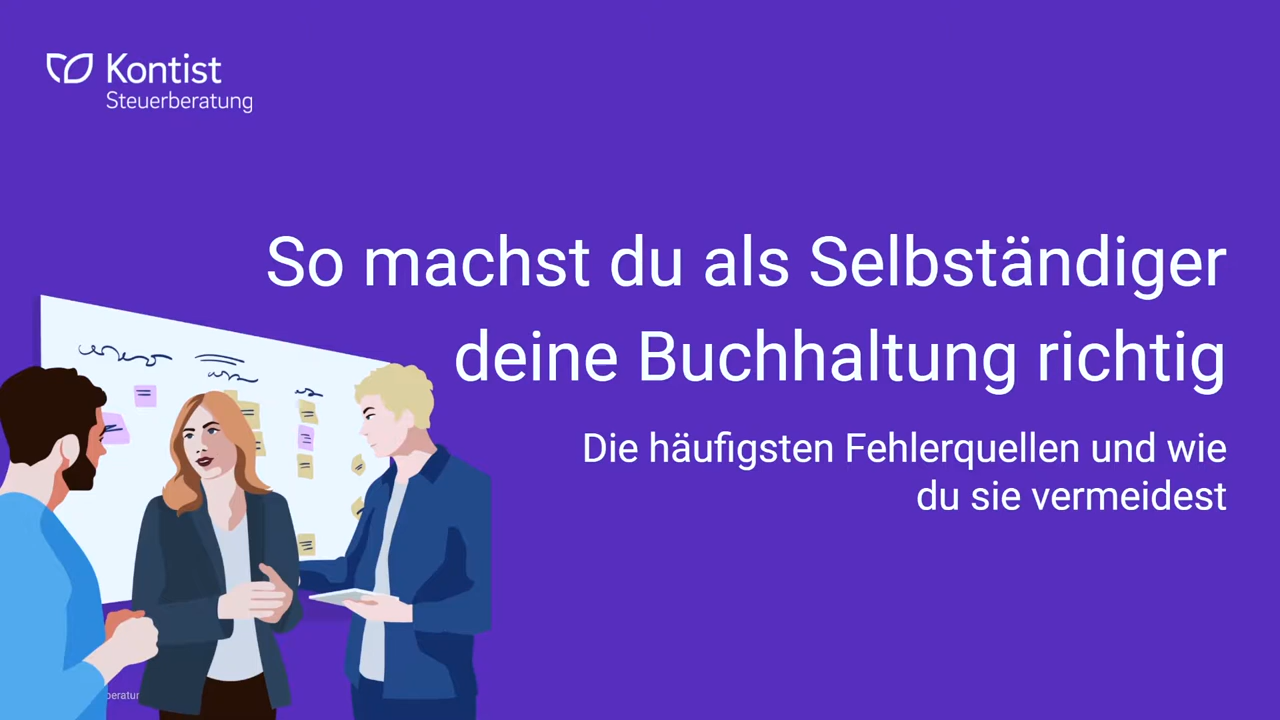 Kontist
Steuerberatung
So machst du als Selbständiger
deine Buchhaltung richtig
Die häufigsten Fehlerquellen und wie
du sie vermeidest